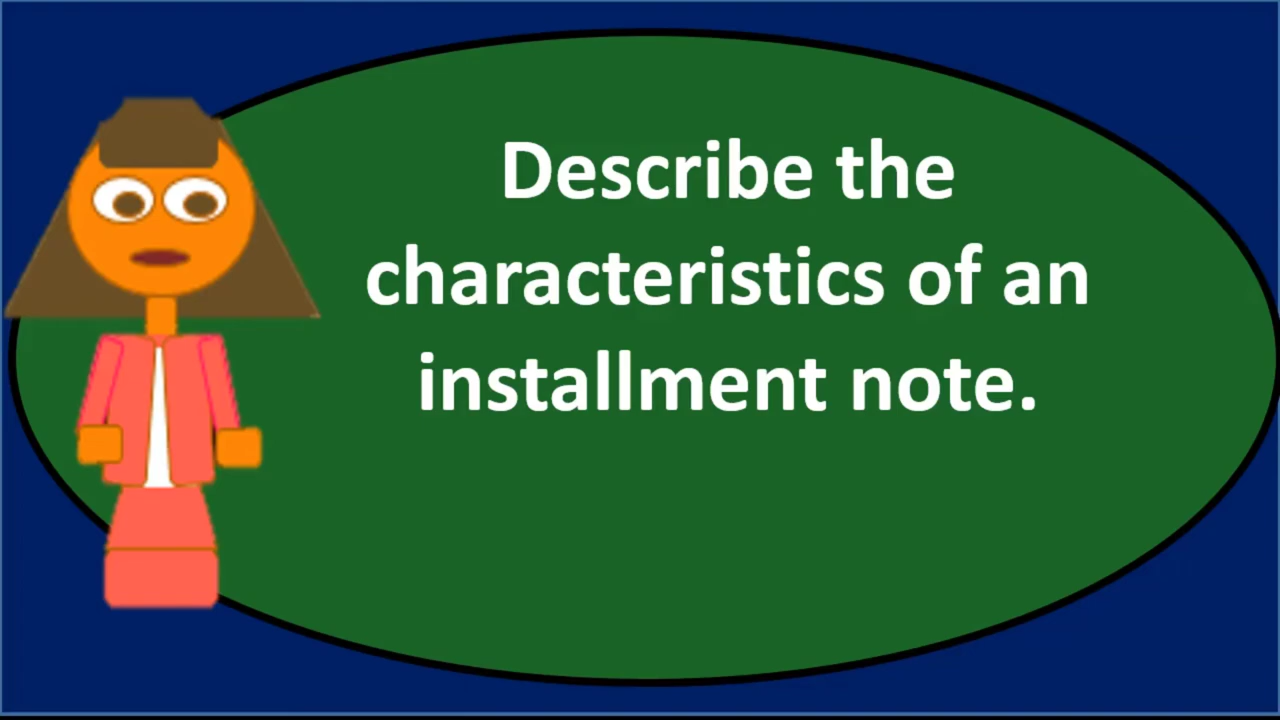 Describe the
characteristics of an
installment note.